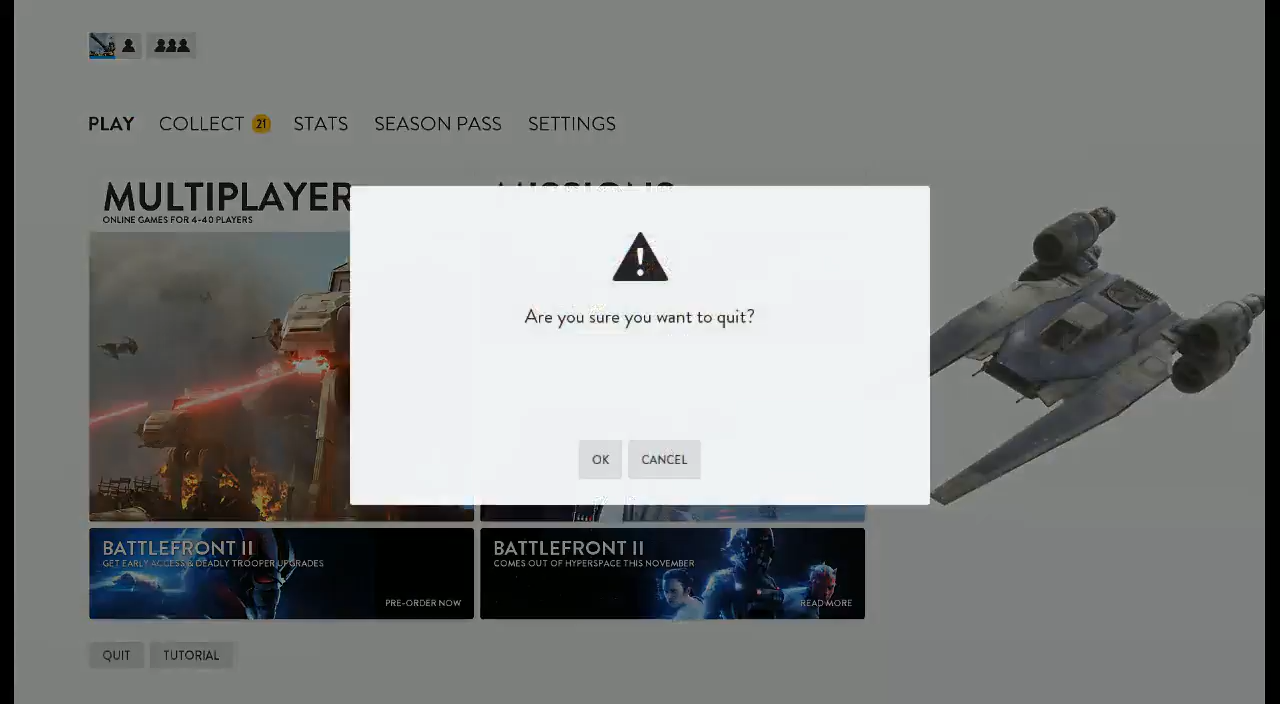 PLAY COLLECT 21 STATS SEASON PASS SETTINGS
MULTIPLAYER
ONLINE GAMES FOR 4-40 PLAYERS
MISSIONS
Are you sure you want to quit?
OK CANCEL
BATTLEFRONT II
GET EARLY ACCESS & DEADLY TROOPER UPGRADES
PRE-ORDER NOW
BATTLEFRONT II
COMES OUT OF HYPERSPACE THIS NOVEMBER
READ MORE
QUIT TUTORIAL